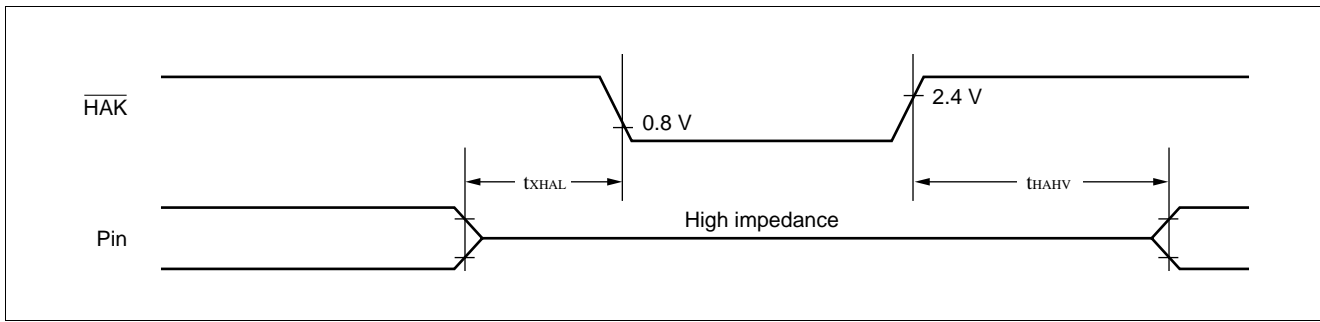 HAK
0.8 V
2.4 V
tXHAL
tHAHV
Pin
High impedance